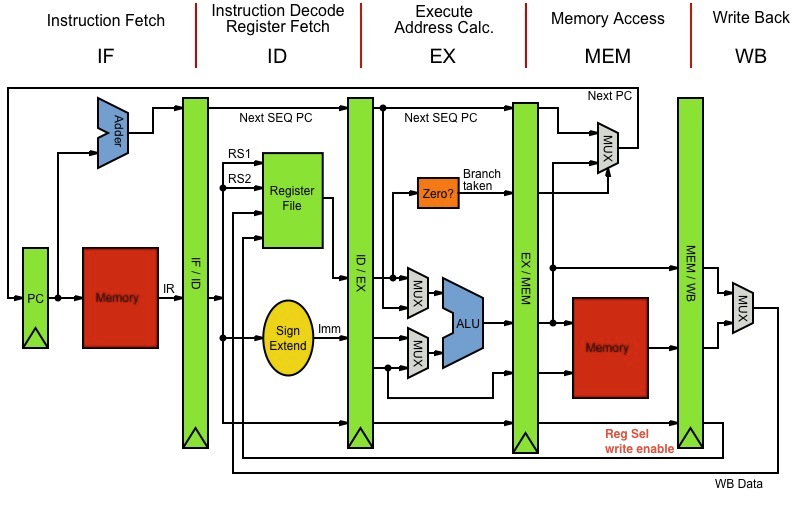 Instruction Fetch
IF
Instruction Decode
Register Fetch
ID
Execute
Address Calc.
EX
Memory Access
MEM
Write Back
WB
Next PC
Adder
Next SEQ PC
Next SEQ PC
MUX
RS1
RS2
Register
File
Branch
taken
Zero?
IF / ID
ID / EX
EX / MEM
MEM / WB
PC
Memory
IR
MUX
ALU
MUX
Sign
Extend
Imm
MUX
Memory
Reg Sel
write enable
WB Data